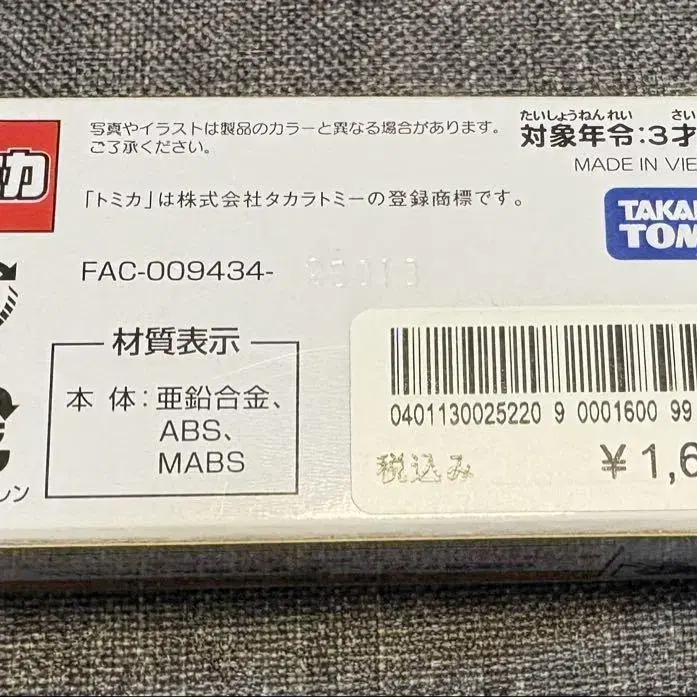 写真やイラストは製品のカラーと異なる場合があります。
ご了承ください。
たいしょうねんれい さい
対象年令:3才
MADE IN VIE
カ
「トミカ」は株式会社タカラトミーの登録商標です。
TAKA
TOM
FAC-009434-
材質表示
本 体:亜鉛合金、
ABS、
MABS
0401130025220 9 0001600 99
税込み ¥1,6